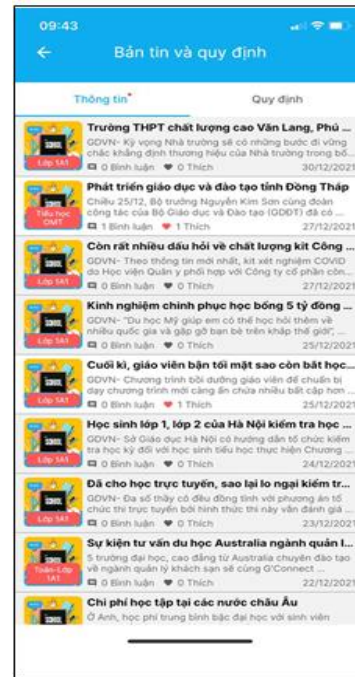 09:43
Bản tin và quy định
Thông tin
Quy định
Trường THPT chất lượng cao Văn Lang, Phú ...
GDVN- Kỳ vọng Nhà trường sẽ có những bước đi vững
chắc khẳng định thương hiệu của Nhà trường trong bố...
Lớp 1A1
0 Bình luận 0 Thích 30/12/2021
Phát triển giáo dục và đào tạo tỉnh Đồng Tháp
Chiều 25/12, Bộ trưởng Nguyễn Kim Sơn cùng đoàn
công tác của Bộ Giáo dục và Đào tạo (GDĐT) đã có ...
Tiểu học
OMT
1 Bình luận 1 Thích 27/12/2021
Còn rất nhiều dấu hỏi về chất lượng kit Công ...
GDVN- Theo thông tin mới nhất, kit xét nghiệm COVID
do Học viện Quân y phối hợp với Công ty cổ phần côn...
Lớp 1A1
0 Bình luận 0 Thích 27/12/2021
Kinh nghiệm chinh phục học bổng 5 tỷ đồng ...
GDVN- "Du học Mỹ giúp em có thể học hỏi thêm về
nhiều quốc gia và gặp gỡ bạn bè trên khắp thế giới", ...
Lớp 1A1
0 Bình luận 0 Thích 25/12/2021
Cuối kì, giáo viên bận tối mặt sao còn bắt học...
GDVN- Chương trình bồi dưỡng giáo viên để chuẩn bị
dạy chương trình mới càng ẩn chứa nhiều bất cập hơn ...
Lớp 1A1
0 Bình luận 1 Thích 25/12/2021
Học sinh lớp 1, lớp 2 của Hà Nội kiểm tra học ...
GDVN- Sở Giáo dục Hà Nội có hướng dẫn tổ chức kiểm
tra học kỳ đối với học sinh tiểu học thực hiện Chương ...
Lớp 1A1
0 Bình luận 0 Thích 24/12/2021
Đã cho học trực tuyến, sao lại lo ngại kiểm tr...
GDVN- Đa số thầy cô đều đồng tình với phương án tổ
chức thi trực tuyến bởi hình thức thi này vẫn đánh giá ...
Lớp 1A1
0 Bình luận 0 Thích 23/12/2021
Sự kiện tư vấn du học Australia ngành quản l...
5 trường đại học, cao đẳng từ Australia chuyên đào tạo
về ngành quản lý khách sạn sẽ cùng G'Connect ...
Toán-Lớp
1A1
0 Bình luận 0 Thích 22/12/2021
Chi phí học tập tại các nước châu Âu
Ở Anh, học phí trung bình bậc đại học với sinh viên